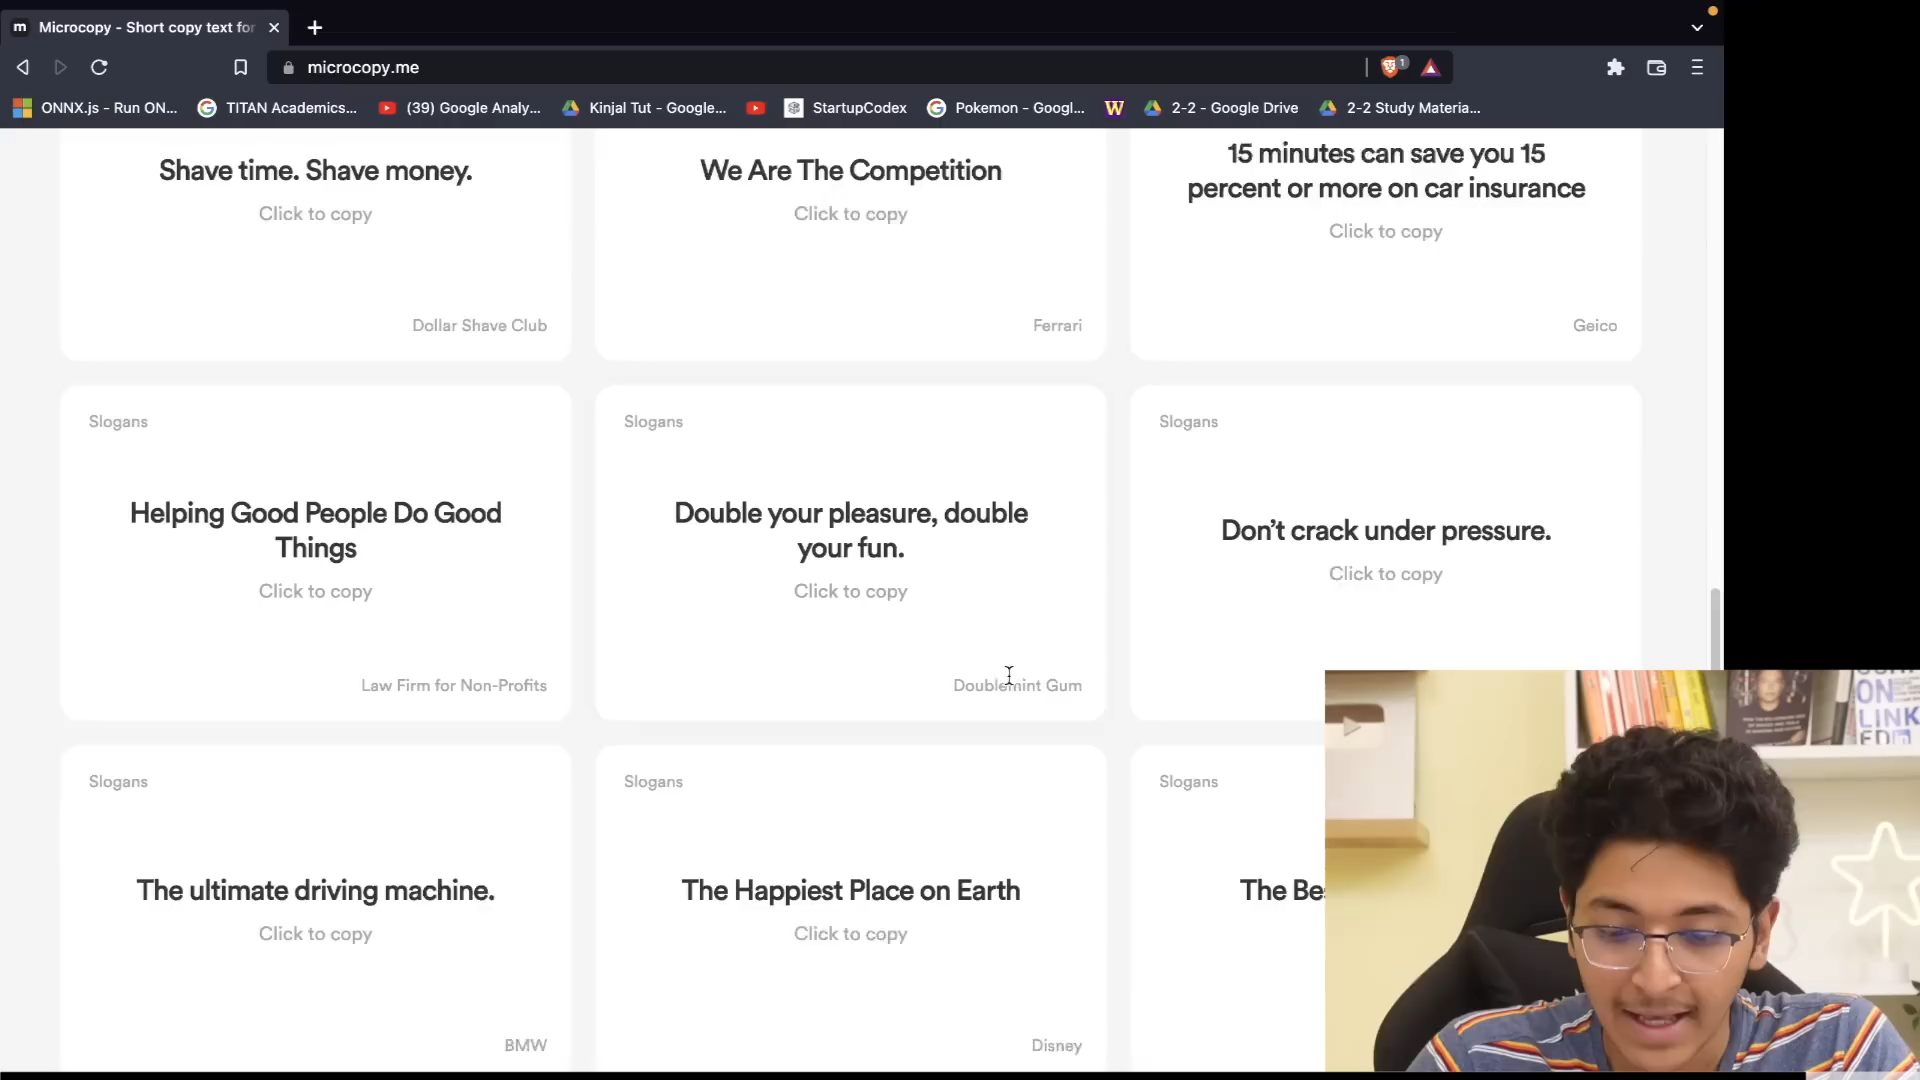 m Microcopy - Short copy text for
microcopy.me
1
ONNX.js - Run ON...
TITAN Academics...
(39) Google Analy...
Kinjal Tut - Google...
StartupCodex
Pokemon - Googl...
W
2-2 - Google Drive
2-2 Study Materia...
Shave time. Shave money.
Click to copy
Dollar Shave Club
We Are The Competition
Click to copy
Ferrari
15 minutes can save you 15
percent or more on car insurance
Click to copy
Geico
Slogans
Helping Good People Do Good
Things
Click to copy
Law Firm for Non-Profits
Slogans
Double your pleasure, double
your fun.
Click to copy
Doublemint Gum
Slogans
Don’t crack under pressure.
Click to copy
Slogans
The ultimate driving machine.
Click to copy
BMW
Slogans
The Happiest Place on Earth
Click to copy
Disney
Slogans
The Be
ON
LINK